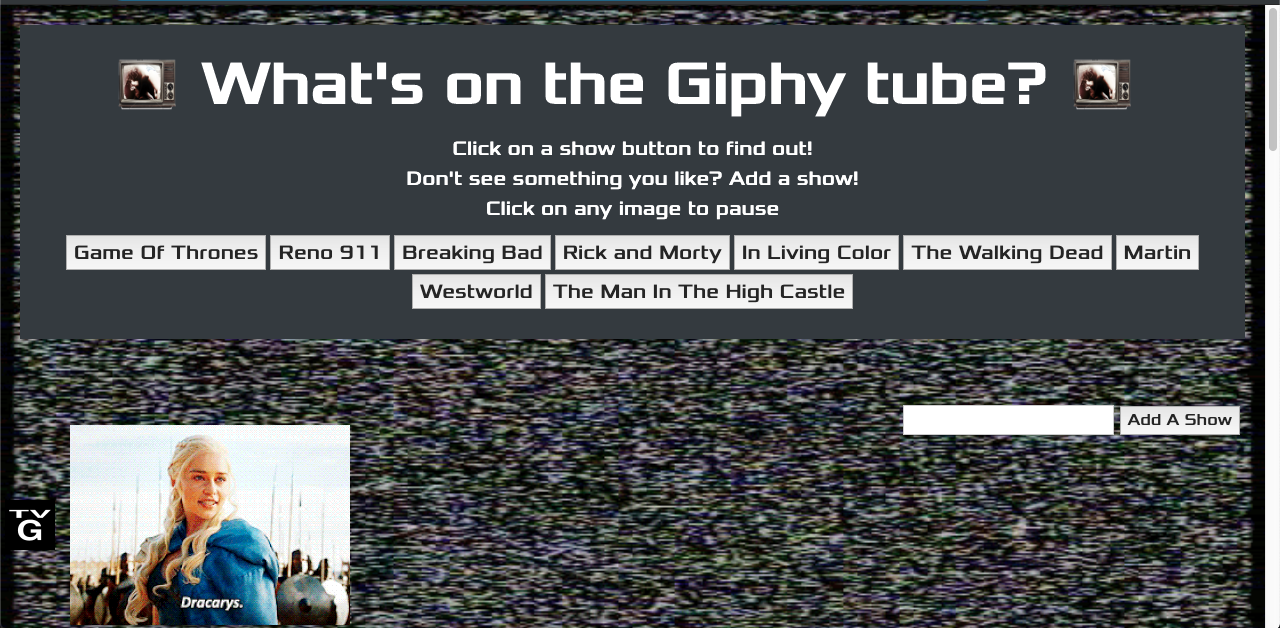 What's on the Giphy tube?
Click on a show button to find out!
Don't see something you like? Add a show!
Click on any image to pause
Game Of Thrones Reno 911 Breaking Bad Rick and Morty In Living Color The Walking Dead Martin
Westworld The Man In The High Castle
Add A Show
TV
G
Dracarys.